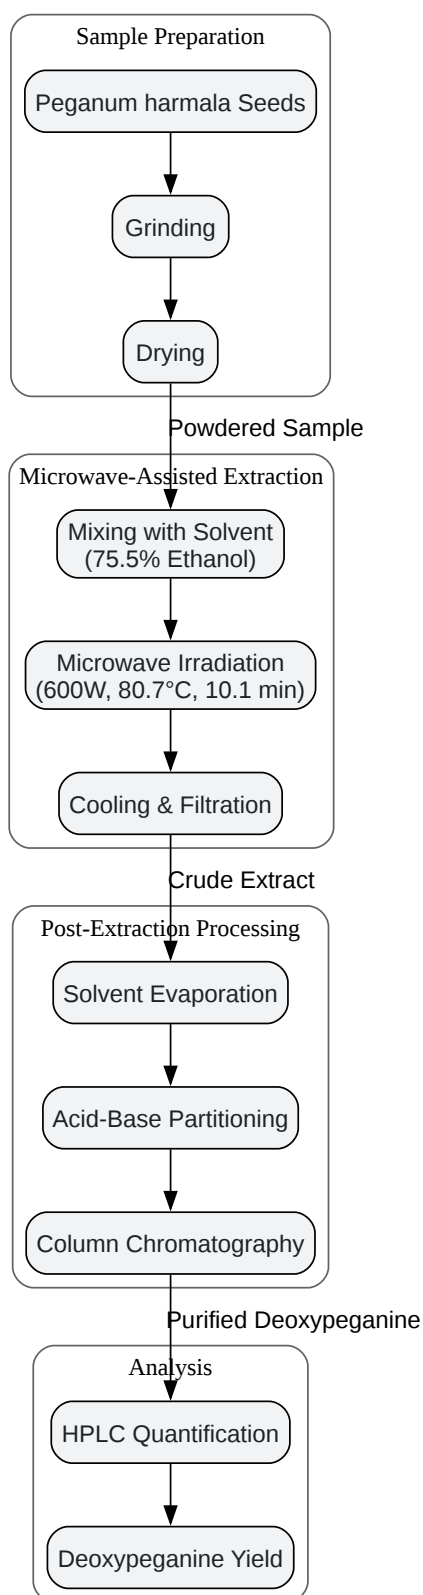 Sample Preparation
Peganum harmala Seeds
Grinding
Drying
Powdered Sample
Microwave-Assisted Extraction
Mixing with Solvent
(75.5% Ethanol)
Microwave Irradiation
(600W, 80.7°C, 10.1 min)
Cooling & Filtration
Crude Extract
Post-Extraction Processing
Solvent Evaporation
Acid-Base Partitioning
Column Chromatography
Purified Deoxypeganine
Analysis
HPLC Quantification
Deoxypeganine Yield